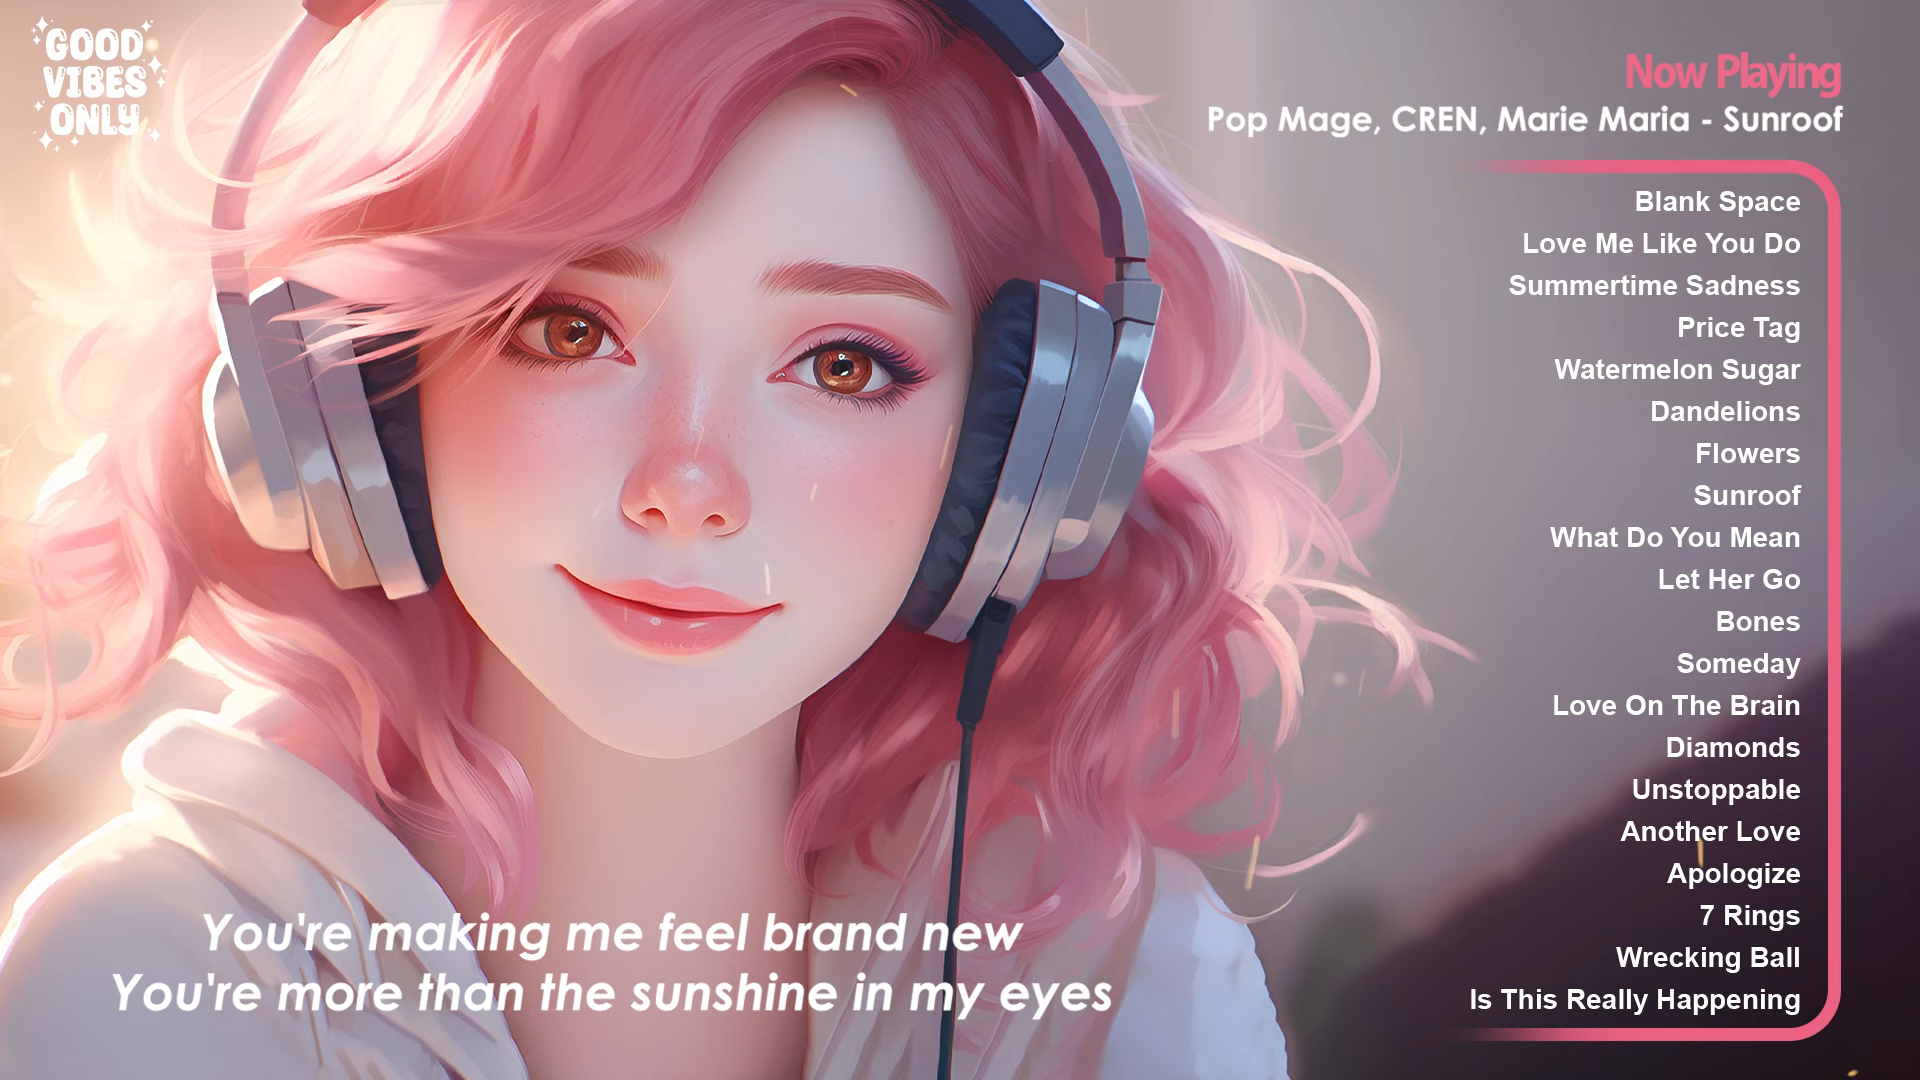 GOOD
VIBES
ONLY
Now Playing
Pop Mage, CREN, Marie Maria - Sunroof
Blank Space
Love Me Like You Do
Summertime Sadness
Price Tag
Watermelon Sugar
Dandelions
Flowers
Sunroof
What Do You Mean
Let Her Go
Bones
Someday
Love On The Brain
Diamonds
Unstoppable
Another Love
Apologize
7 Rings
Wrecking Ball
Is This Really Happening
You're making me feel brand new
You're more than the sunshine in my eyes